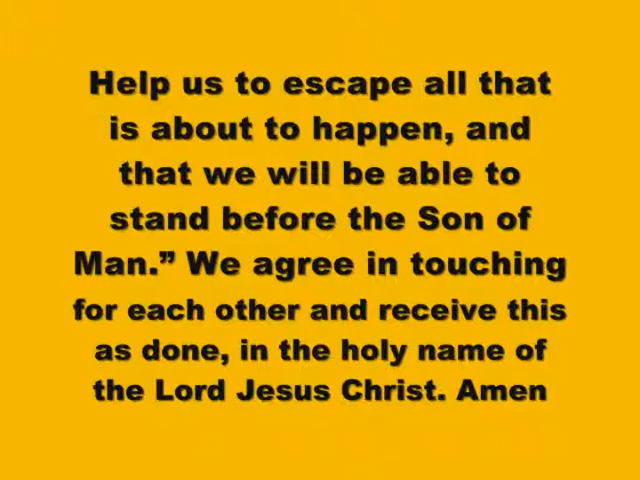 Help us to escape all that
is about to happen, and
that we will be able to
stand before the Son of
Man.” We agree in touching
for each other and receive this
as done, in the holy name of
the Lord Jesus Christ. Amen